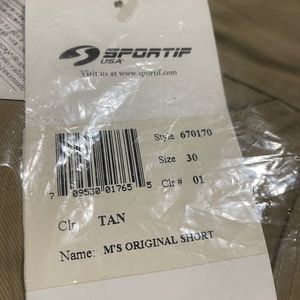 SPORTIF
USA
Visit us at www.sportif.com
Style 670170
Size 30
Clr # 01
7 09530 01765 5
Clr TAN
Name: M'S ORIGINAL SHORT